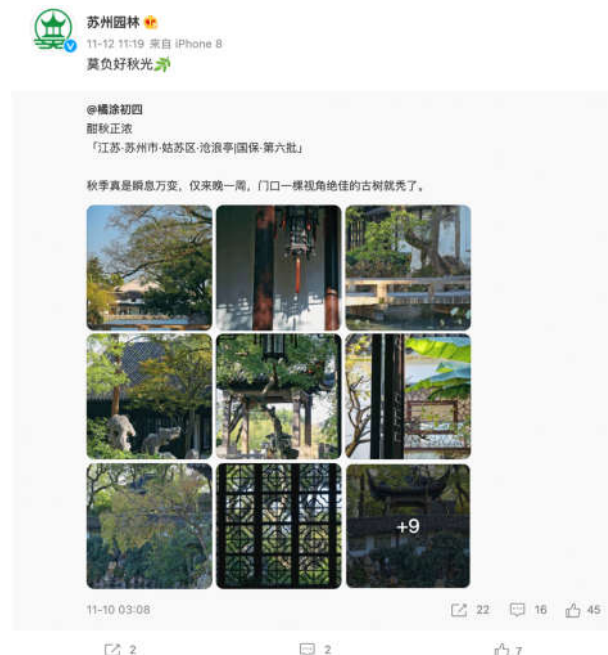 苏州园林
11-12 11:19 来自 iPhone 8
莫负好秋光
@橘涂初四
酣秋正浓
「江苏·苏州市·姑苏区·沧浪亭|国保·第六批」
秋季真是瞬息万变，仅来晚一周，门口一棵视角绝佳的古树就秃了。
+9
11-10 03:08
22
16
45
2
2
7